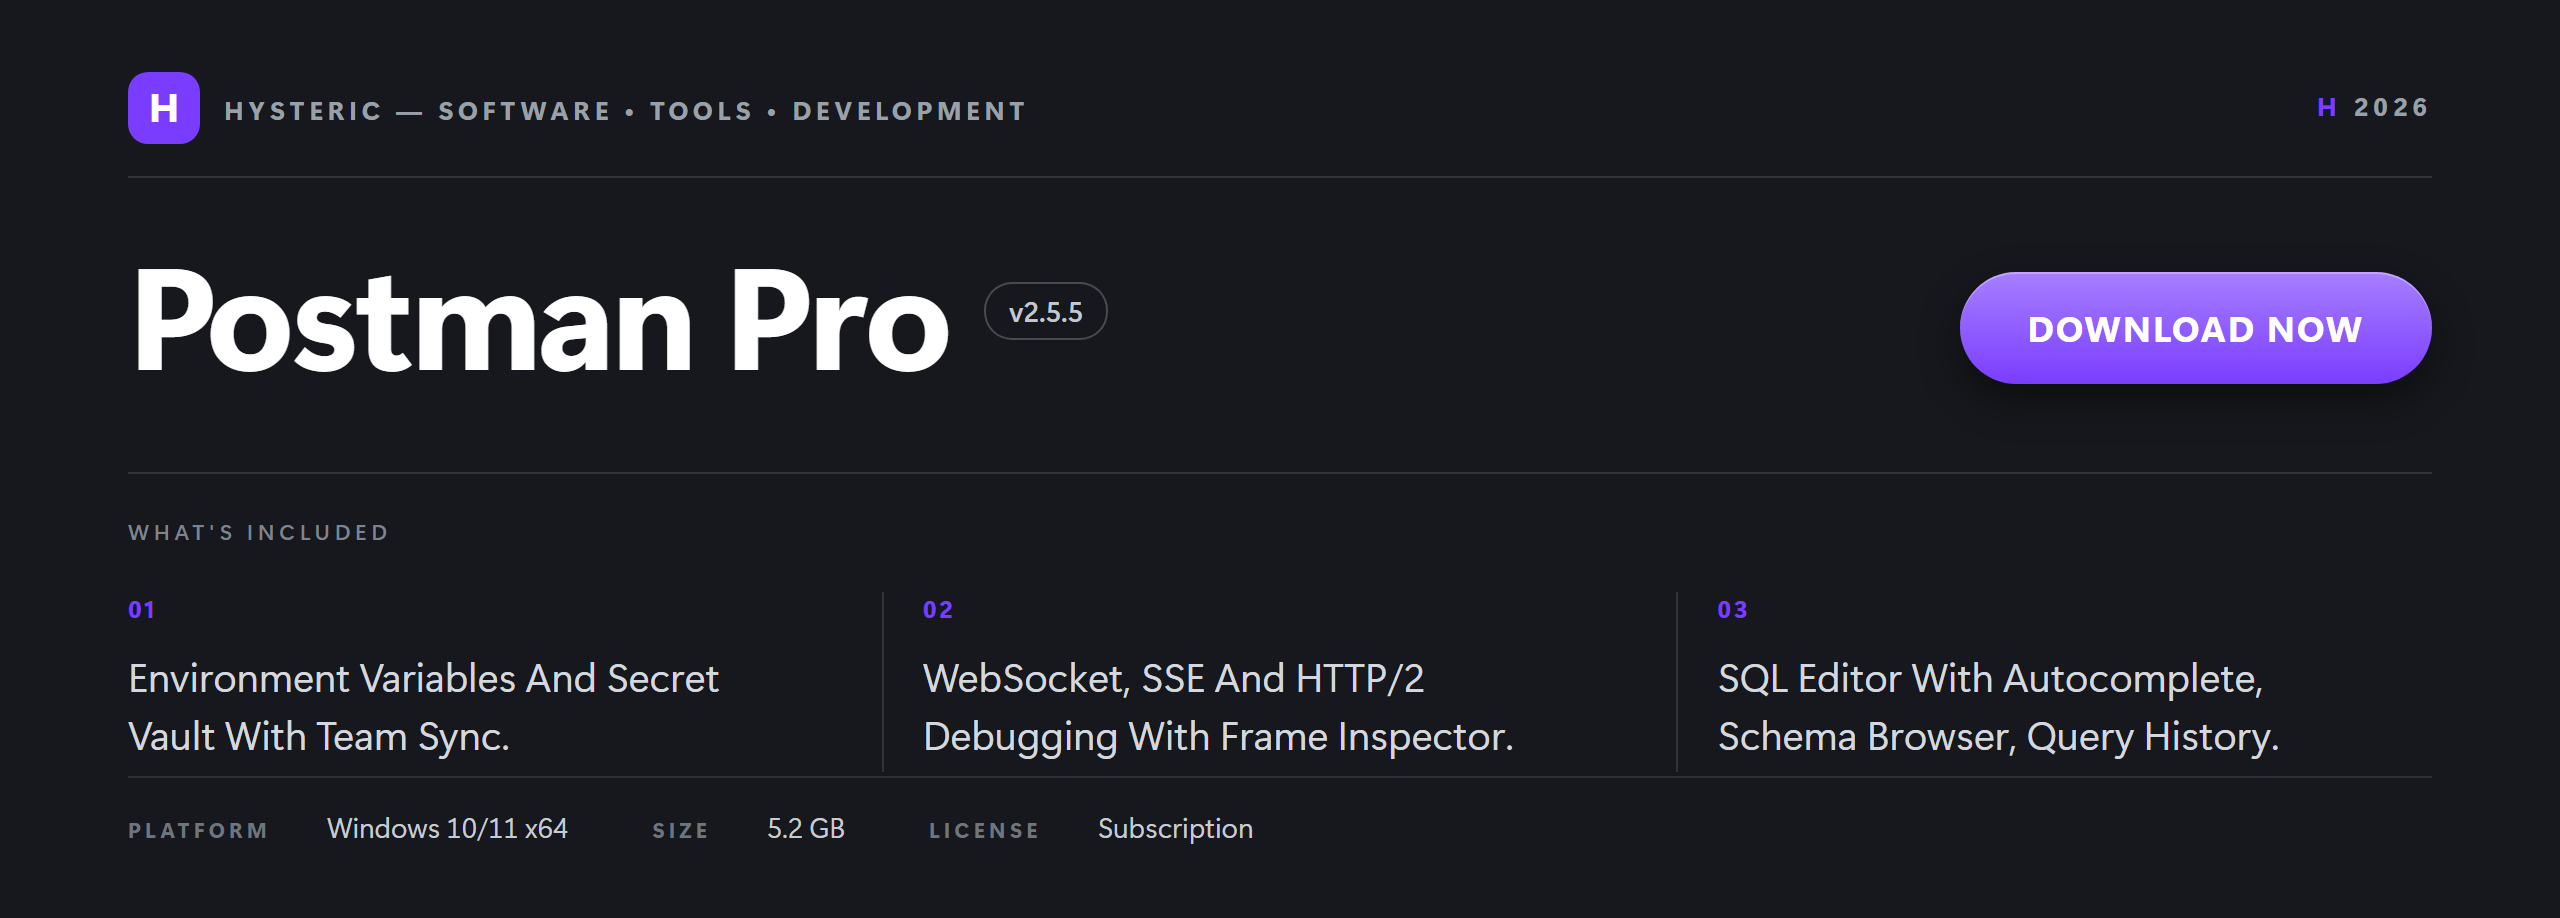 H HYSTERIC — SOFTWARE • TOOLS • DEVELOPMENT
H 2026
Postman Pro v2.5.5
DOWNLOAD NOW
WHAT'S INCLUDED
01
Environment Variables And Secret
Vault With Team Sync.
02
WebSocket, SSE And HTTP/2
Debugging With Frame Inspector.
03
SQL Editor With Autocomplete,
Schema Browser, Query History.
PLATFORM Windows 10/11 x64 SIZE 5.2 GB LICENSE Subscription